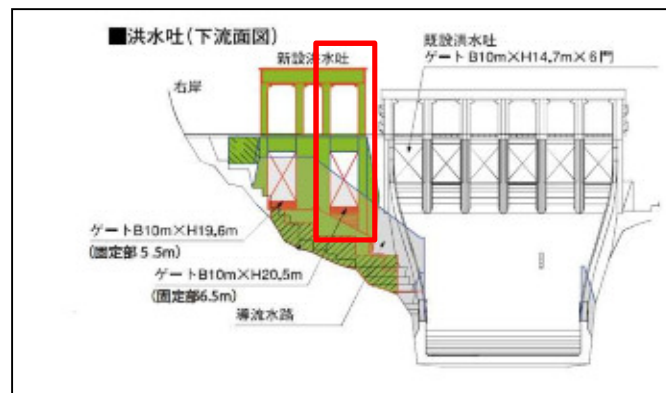 ■洪水吐(下流面図)
新設洪水吐
既設洪水吐
ゲートB10m×H14.7m×6門
右岸
ゲートB10m×H19.6m
(固定部5.5m)
ゲートB10m×H20.5m
(固定部6.5m)
導流水路